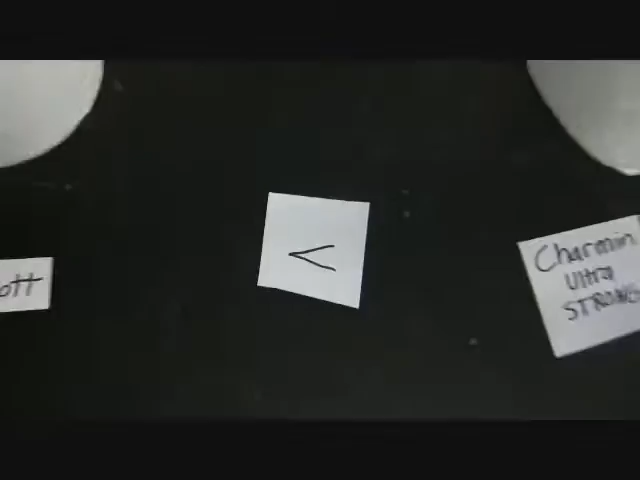 ott
<
Charmin
Ultra
STRONG